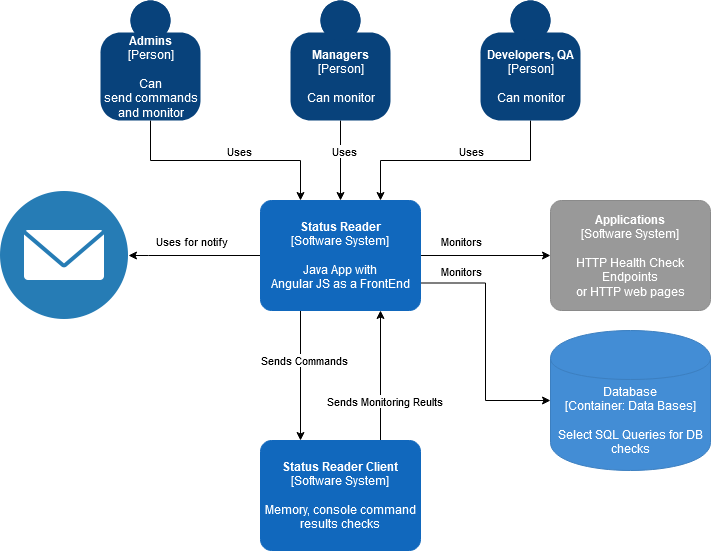 Admins
[Person]
Can
send commands
and monitor
Managers
[Person]
Can monitor
Developers, QA
[Person]
Can monitor
Uses
Uses
Uses
Uses for notify
Status Reader
[Software System]
Java App with
Angular JS as a FrontEnd
Monitors
Monitors
Applications
[Software System]
HTTP Health Check
Endpoints
or HTTP web pages
Sends Commands
Sends Monitoring Reults
Database
[Container: Data Bases]
Select SQL Queries for DB
checks
Status Reader Client
[Software System]
Memory, console command
results checks